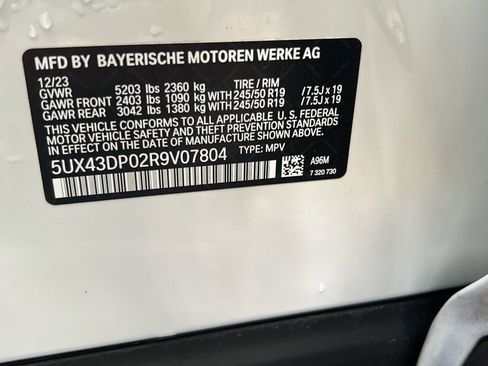 MFD BY BAYERISCHE MOTOREN WERKE AG
12/23 TIRE / RIM
GVWR 5203 lbs 2360 kg
GAWR FRONT 2403 lbs 1090 kg WITH 245/50 R19 /7.5J x 19
GAWR REAR 3042 lbs 1380 kg WITH 245/50 R19 /7.5J x 19
THIS VEHICLE CONFORMS TO ALL APPLICABLE U.S. FEDERAL
MOTOR VEHICLE SAFETY STANDARDS
IN EFFECT ON THE DATE OF MANUFACTURE SHOWN ABOVE.
5UX43DP02R9V07804 TYPE: MPV
A96M
7 320 730